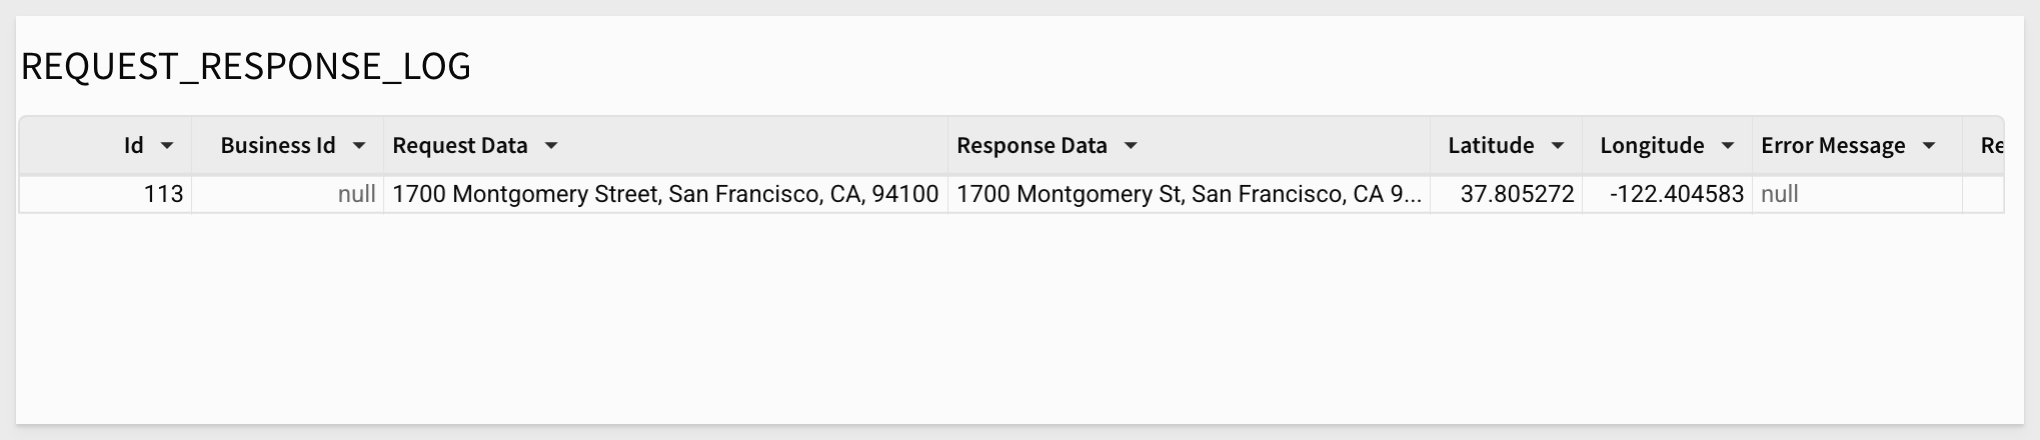 REQUEST_RESPONSE_LOG
Id Business Id Request Data Response Data Latitude Longitude Error Message Re
113 null 1700 Montgomery Street, San Francisco, CA, 94100 1700 Montgomery St, San Francisco, CA 9... 37.805272 -122.404583 null